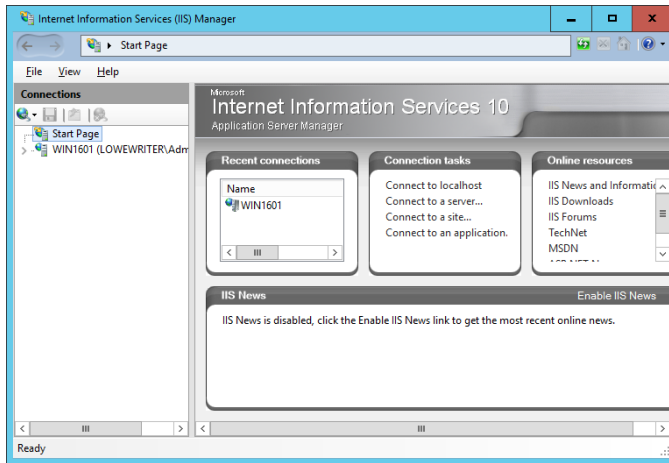 Internet Information Services (IIS) Manager
Start Page
File View Help
Connections
Start Page
WIN1601 (LOWEWRITER\Adm
Microsoft
Internet Information Services 10
Application Server Manager
Recent connections
Name
WIN1601
Connection tasks
Connect to localhost
Connect to a server...
Connect to a site...
Connect to an application.
Online resources
IIS News and Informatic
IIS Downloads
IIS Forums
TechNet
MSDN
IIS News
Enable IIS News
IIS News is disabled, click the Enable IIS News link to get the most recent online news.
Ready